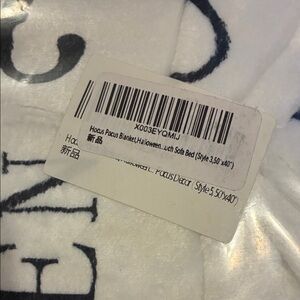 C
X003EYQMIJ
Hocus Pocus Blanket,Halloween...uch Sofa Bed (Style 3,50"x40")
新品
Pocus Decor Style 5, 50"x40")
新品
EN